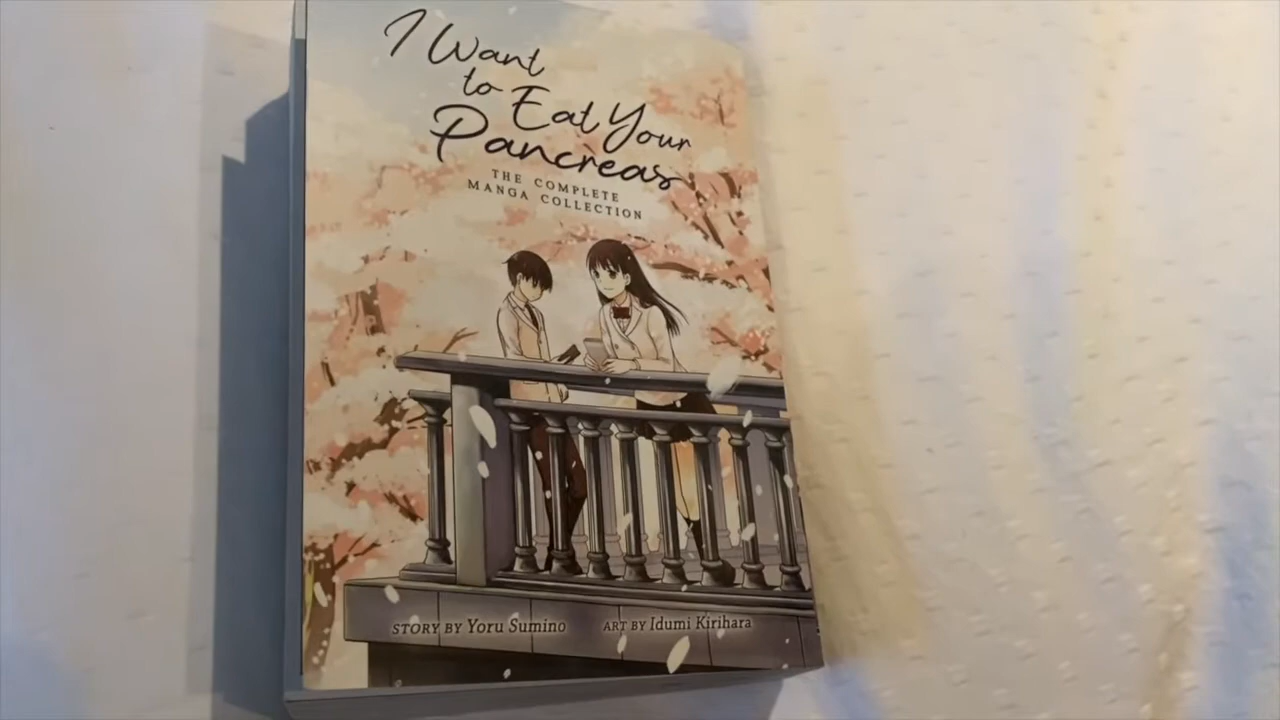 I Want
to Eat Your
Pancreas
THE COMPLETE
MANGA COLLECTION
STORY BY Yoru Sumino ART BY Idumi Kirihara